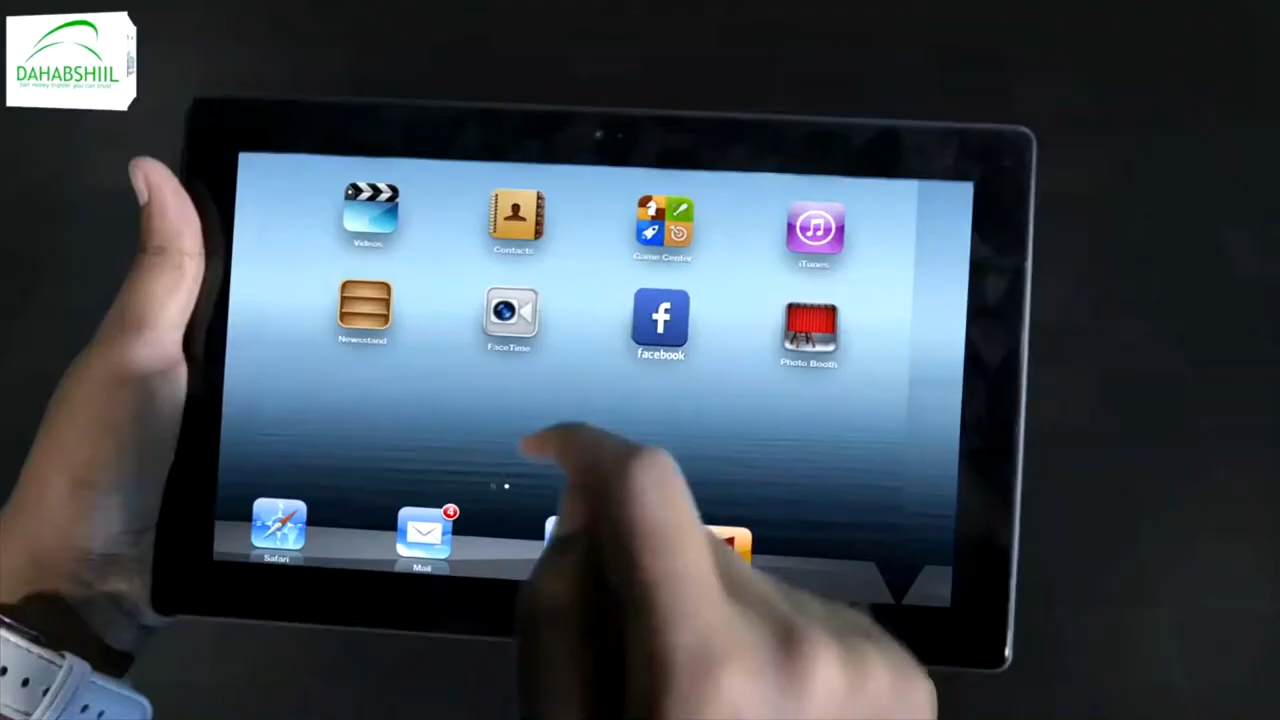 DAHABSHIIL
Videos
Contacts
Game Center
iTunes
Newsstand
FaceTime
facebook
Photo Booth
4
Safari
Mail